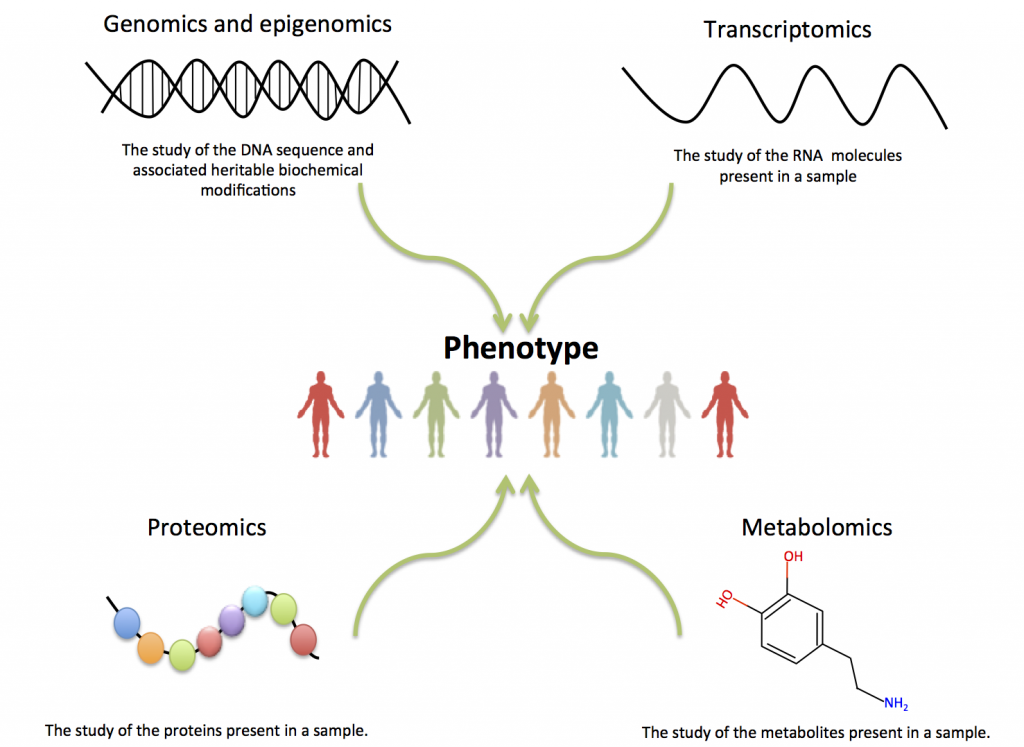 Genomics and epigenomics
The study of the DNA sequence and
associated heritable biochemical
modifications
Transcriptomics
The study of the RNA molecules
present in a sample
Phenotype
Proteomics
The study of the proteins present in a sample.
Metabolomics
OH
HO
NH₂
The study of the metabolites present in a sample.